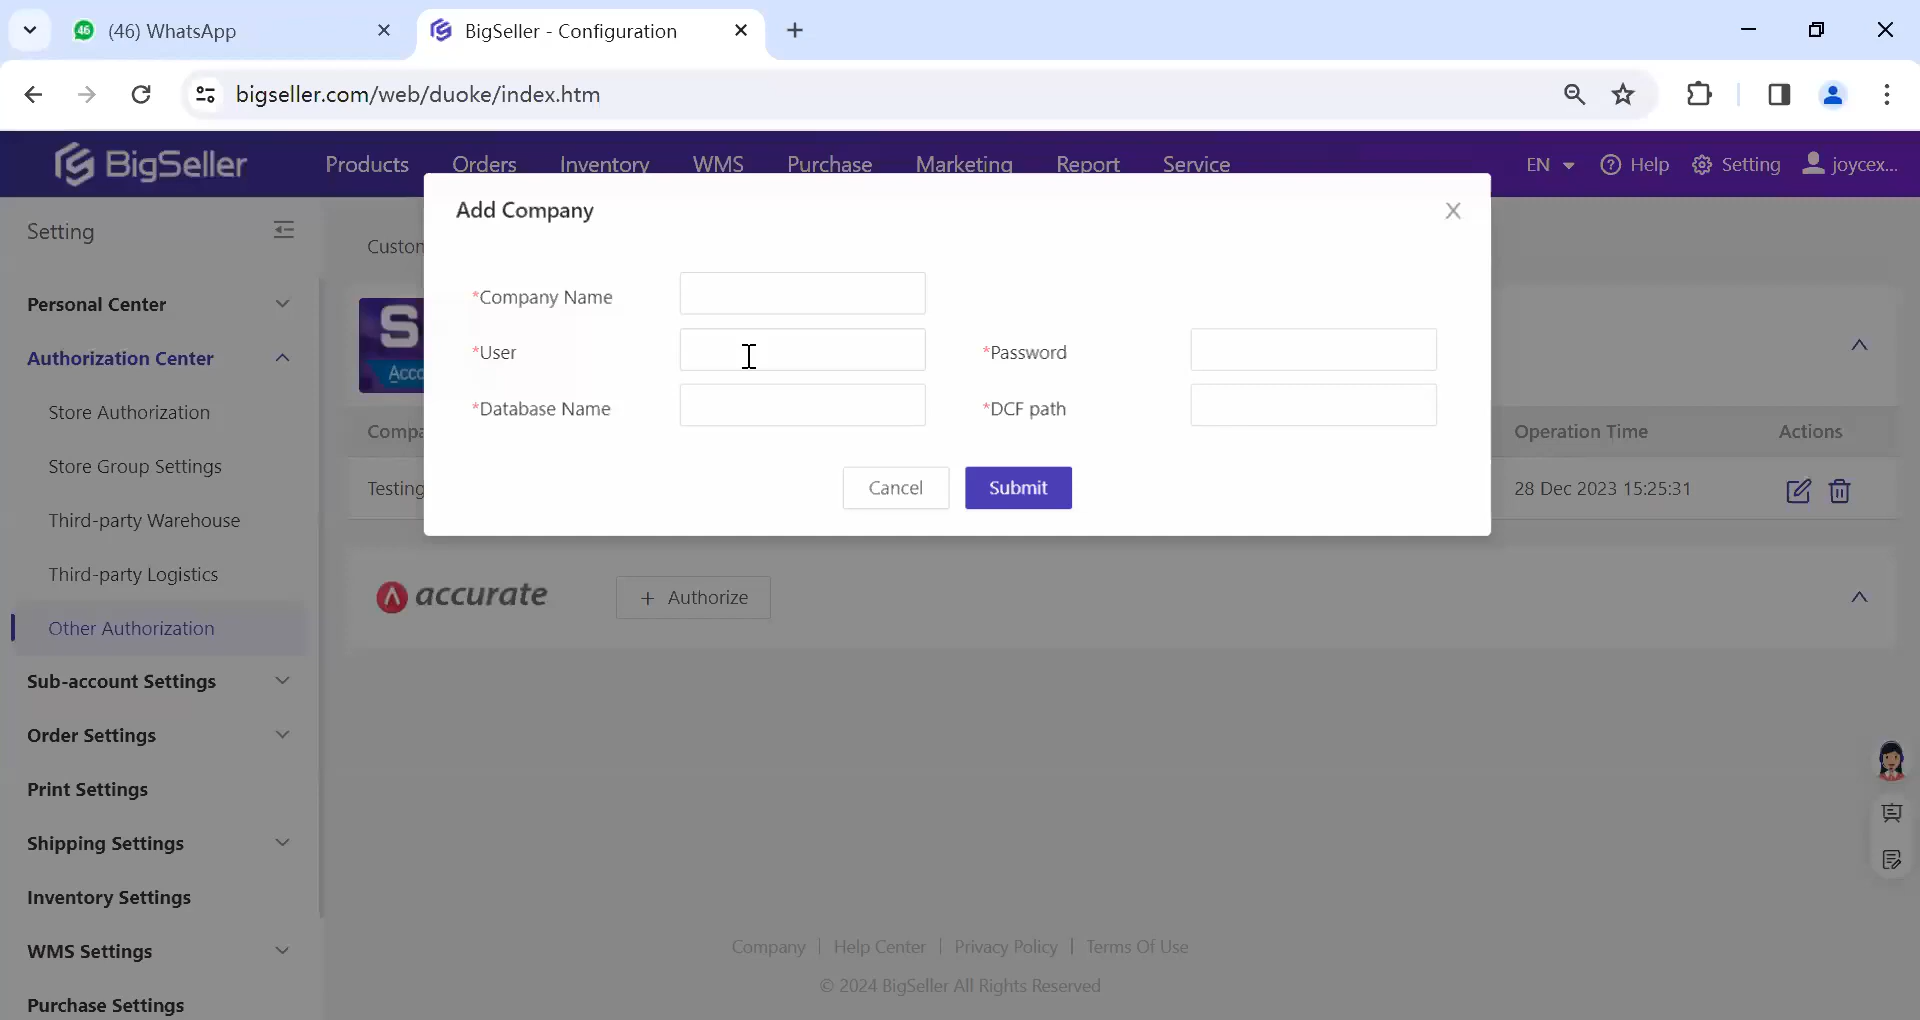 46
(46) WhatsApp
BigSeller - Configuration
bigseller.com/web/duoke/index.htm
BigSeller
Products
Orders
Inventory
WMS
Purchase
Marketing
Report
Service
EN
Help
Setting
joycex...
Setting
Personal Center
Authorization Center
Store Authorization
Store Group Settings
Third-party Warehouse
Third-party Logistics
Other Authorization
Sub-account Settings
Order Settings
Print Settings
Shipping Settings
Inventory Settings
WMS Settings
Purchase Settings
Add Company
*Company Name
*User
*Password
*Database Name
*DCF path
Cancel
Submit
Operation Time
Actions
Testing
28 Dec 2023 15:25:31
accurate
+ Authorize
Company | Help Center | Privacy Policy | Terms Of Use
© 2024 BigSeller All Rights Reserved